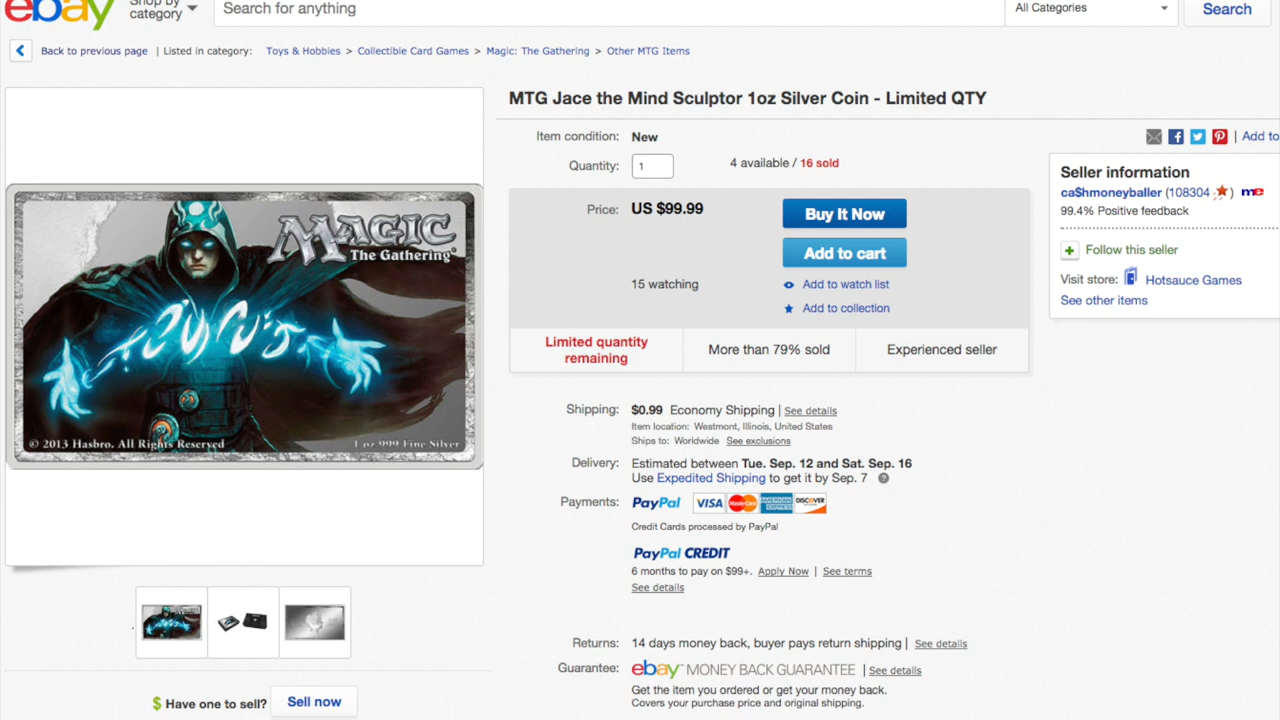 ebay
Shop by
category
Search for anything
All Categories
Search
Back to previous page | Listed in category: Toys & Hobbies > Collectible Card Games > Magic: The Gathering > Other MTG Items
MTG Jace the Mind Sculptor 1oz Silver Coin - Limited QTY
Item condition: New
Quantity: 1
4 available / 16 sold
Price: US $99.99
Buy It Now
Add to cart
15 watching
Add to watch list
Add to collection
Limited quantity
remaining
More than 79% sold
Experienced seller
| Add to
Seller information
ca$hmoneyballer (108304 ) me
99.4% Positive feedback
+ Follow this seller
Visit store: Hotsauce Games
See other items
MAGIC
The Gathering®
© 2013 Hasbro. All Rights Reserved
1 oz 999 Fine Silver
Shipping: $0.99 Economy Shipping | See details
Item location: Westmont, Illinois, United States
Ships to: Worldwide See exclusions
Delivery: Estimated between Tue. Sep. 12 and Sat. Sep. 16
Use Expedited Shipping to get it by Sep. 7 ?
Payments: PayPal VISA MasterCard AMERICAN EXPRESS DISCOVER
Credit Cards processed by PayPal
PayPal CREDIT
6 months to pay on $99+. Apply Now | See terms
See details
Returns: 14 days money back, buyer pays return shipping | See details
Guarantee: ebay™ MONEY BACK GUARANTEE | See details
Get the item you ordered or get your money back.
Covers your purchase price and original shipping.
$ Have one to sell? Sell now